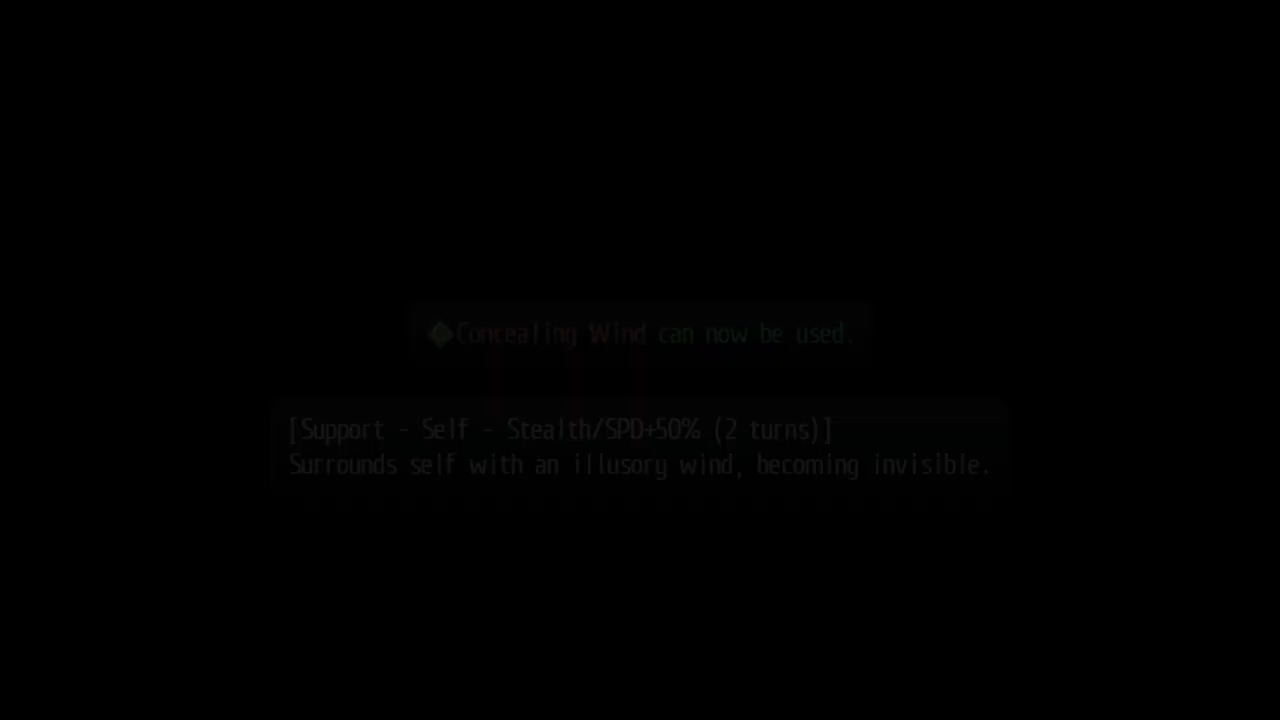 Concealing Wind can now be used.
[Support - Self - Stealth/SPD+50% (2 turns)]
Surrounds self with an illusory wind, becoming invisible.